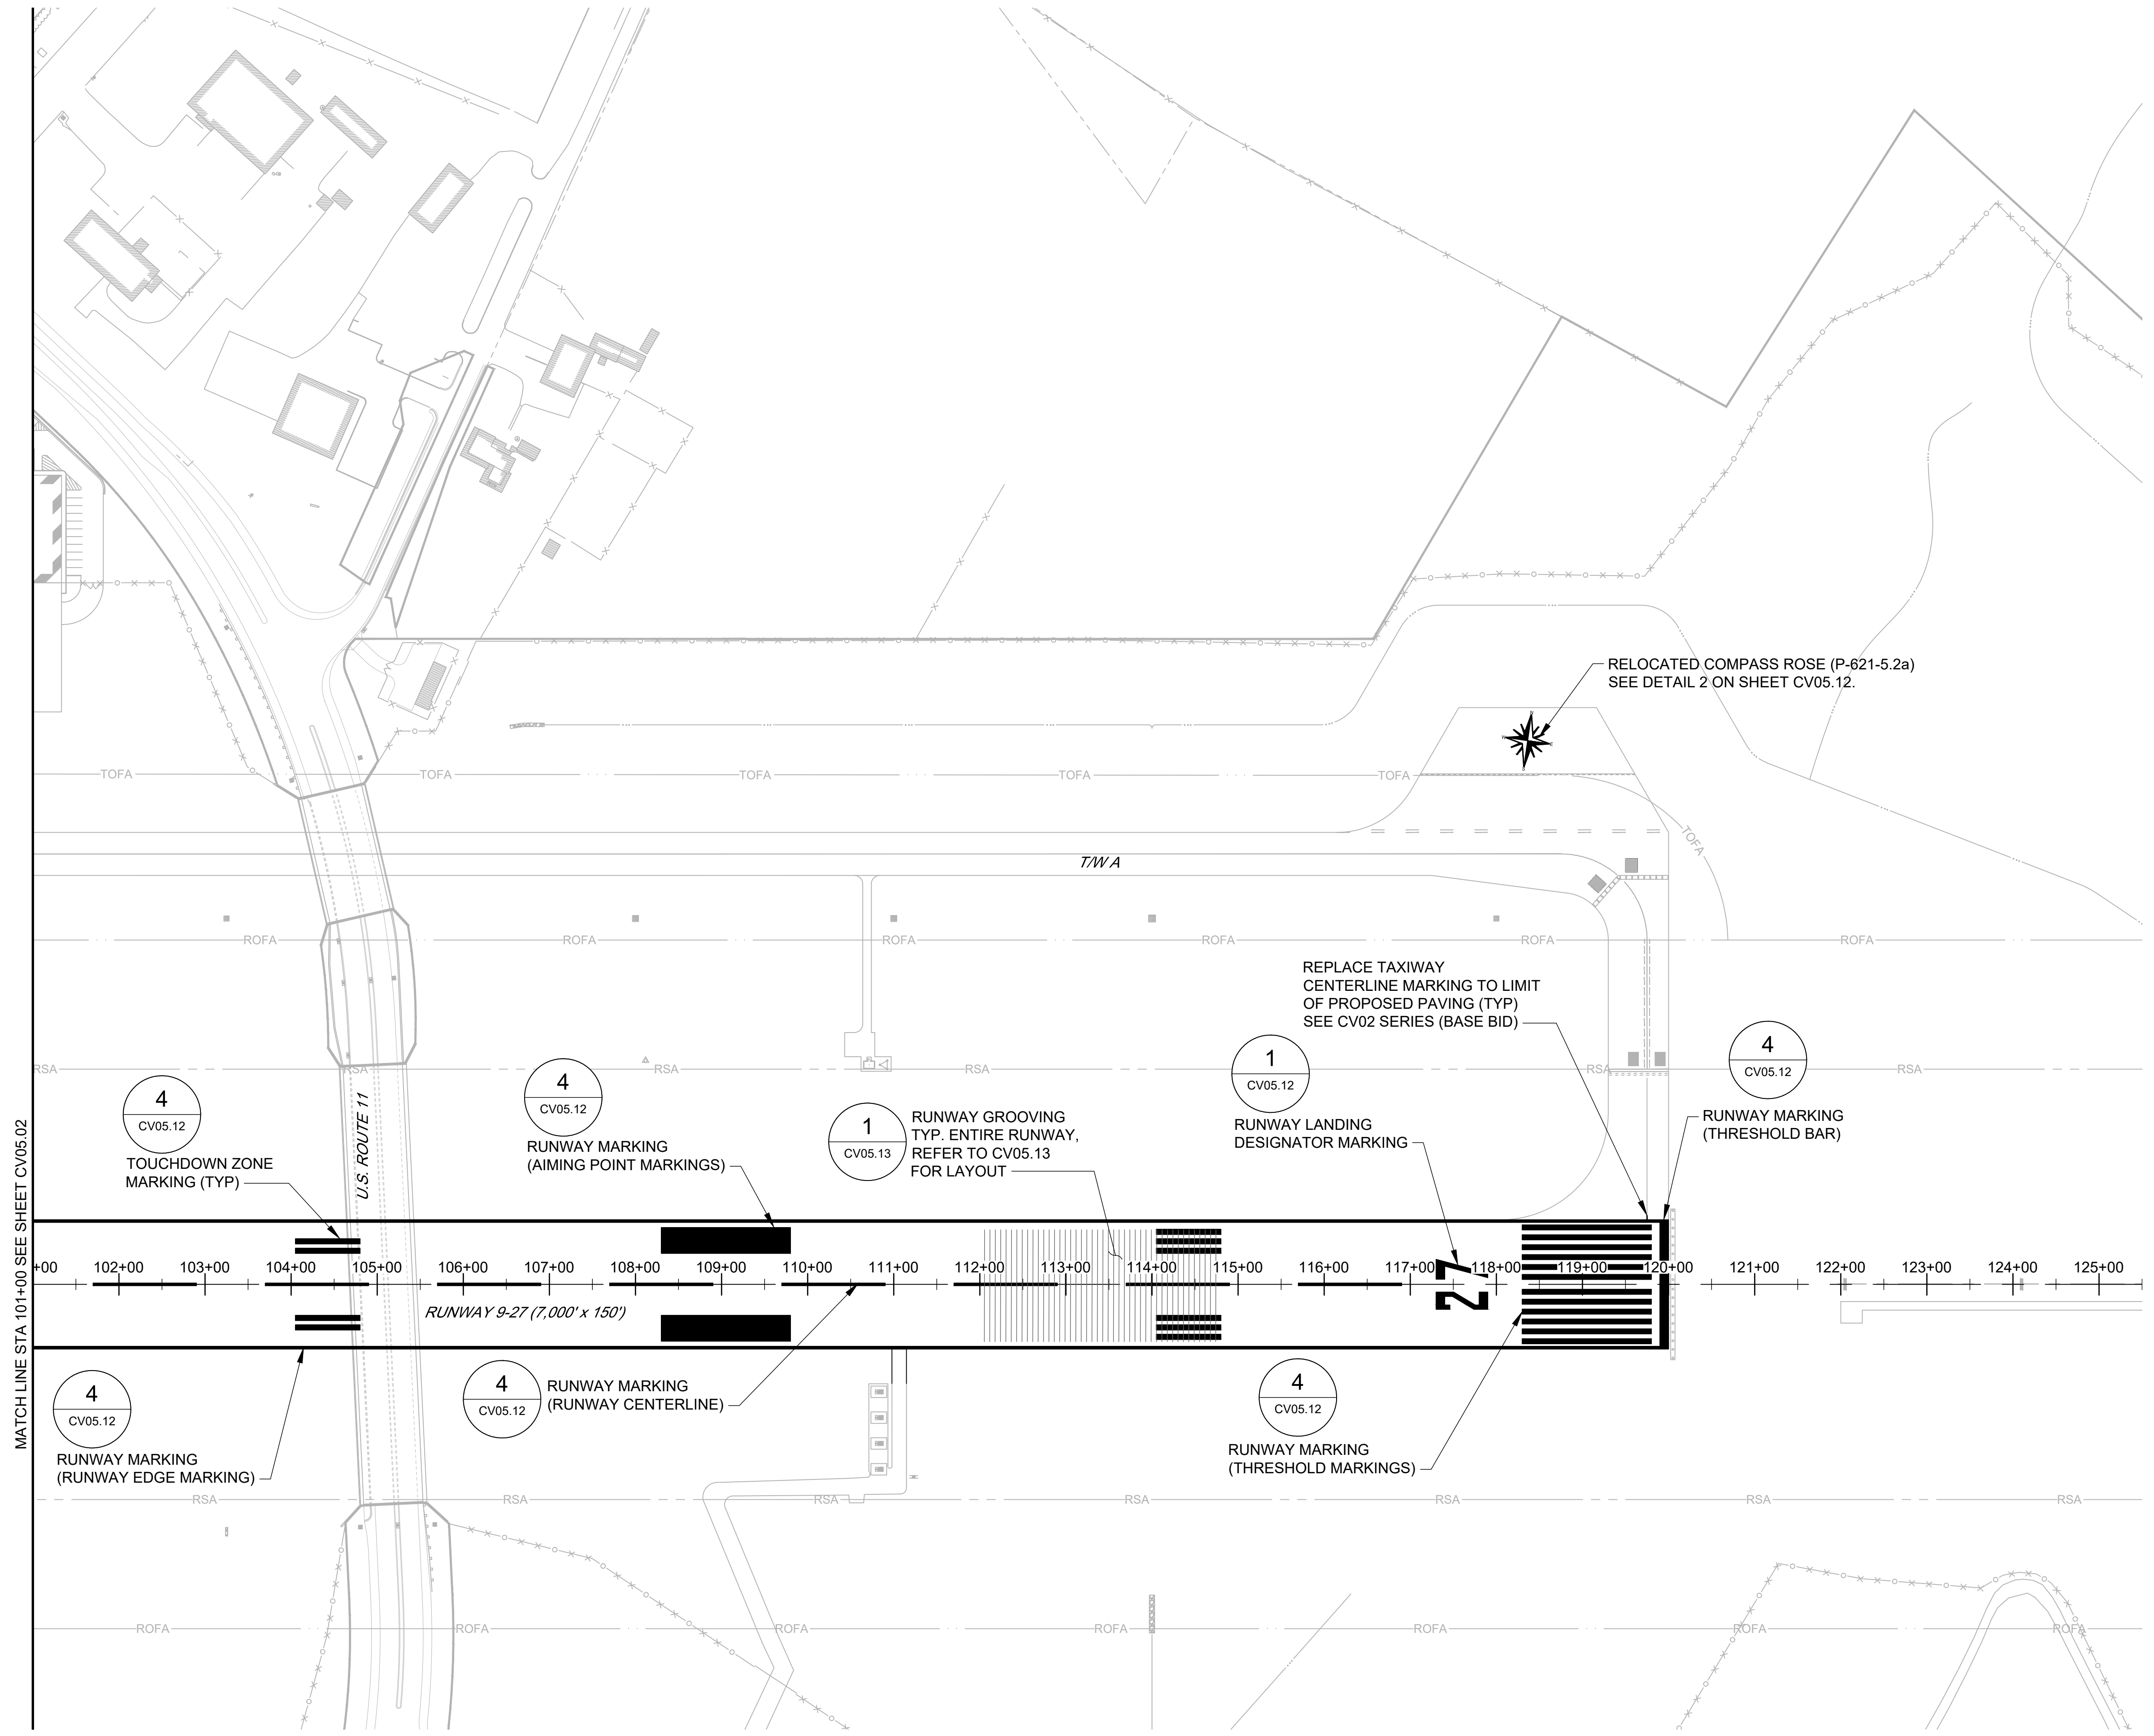 RELOCATED COMPASS ROSE (P-621-5.2a)
SEE DETAIL 2 ON SHEET CV05.12.
TOFA TOFA TOFA TOFA TOFA
TOFA
T/W A
ROFA ROFA ROFA ROFA ROFA ROFA
REPLACE TAXIWAY
CENTERLINE MARKING TO LIMIT
OF PROPOSED PAVING (TYP)
SEE CV02 SERIES (BASE BID)
RSA RSA RSA RSA RSA RSA
4
CV05.12
TOUCHDOWN ZONE
MARKING (TYP)
U.S. ROUTE 11
4
CV05.12
RUNWAY MARKING
(AIMING POINT MARKINGS)
1
CV05.13
RUNWAY GROOVING
TYP. ENTIRE RUNWAY,
REFER TO CV05.13
FOR LAYOUT
1
CV05.12
RUNWAY LANDING
DESIGNATOR MARKING
4
CV05.12
RUNWAY MARKING
(THRESHOLD BAR)
MATCH LINE STA 101+00 SEE SHEET CV05.02
+00 102+00 103+00 104+00 105+00 106+00 107+00 108+00 109+00 110+00 111+00 112+00 113+00 114+00 115+00 116+00 117+00 118+00 119+00 120+00 121+00 122+00 123+00 124+00 125+00
27
RUNWAY 9-27 (7,000' x 150')
4
CV05.12
RUNWAY MARKING
(RUNWAY EDGE MARKING)
4
CV05.12
RUNWAY MARKING
(RUNWAY CENTERLINE)
4
CV05.12
RUNWAY MARKING
(THRESHOLD MARKINGS)
RSA RSA RSA RSA RSA RSA RSA
ROFA ROFA ROFA ROFA ROFA ROFA ROFA